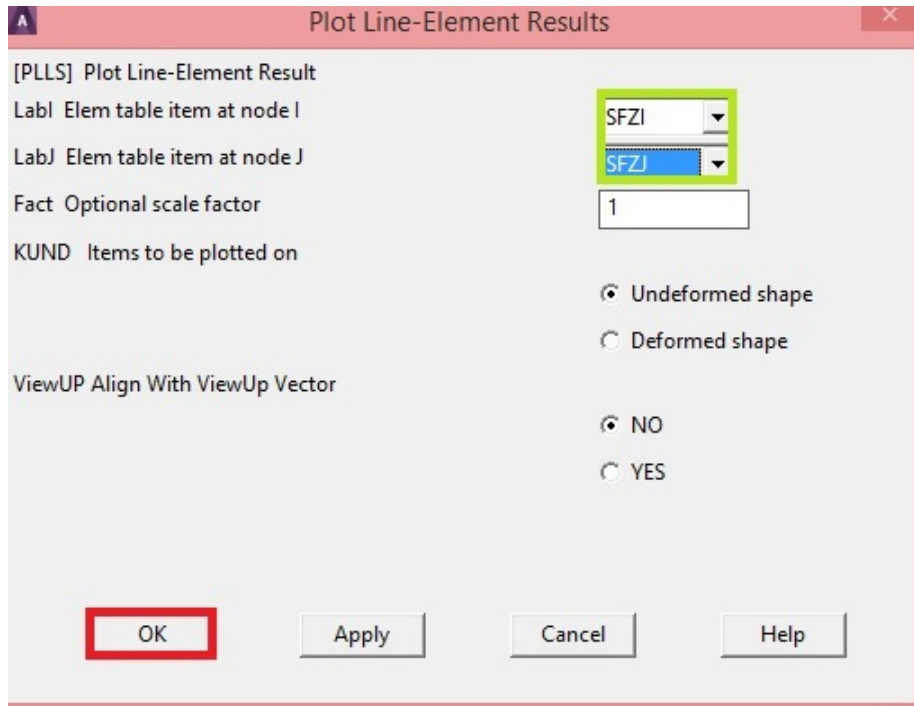 A Plot Line-Element Results
[PLLS] Plot Line-Element Result
LabI Elem table item at node I SFZI
LabJ Elem table item at node J SFZJ
Fact Optional scale factor 1
KUND Items to be plotted on
Undeformed shape
Deformed shape
ViewUP Align With ViewUp Vector
NO
YES
OK Apply Cancel Help